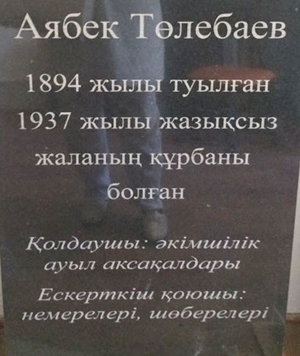 Аябек Төлебаев
1894 жылы туылған
1937 жылы жазықсыз
жаланың құрбаны
болған
Қолдаушы: әкімшілік
ауыл аксақалдары
Ескерткіш қоюшы:
немерелері, шөберелері